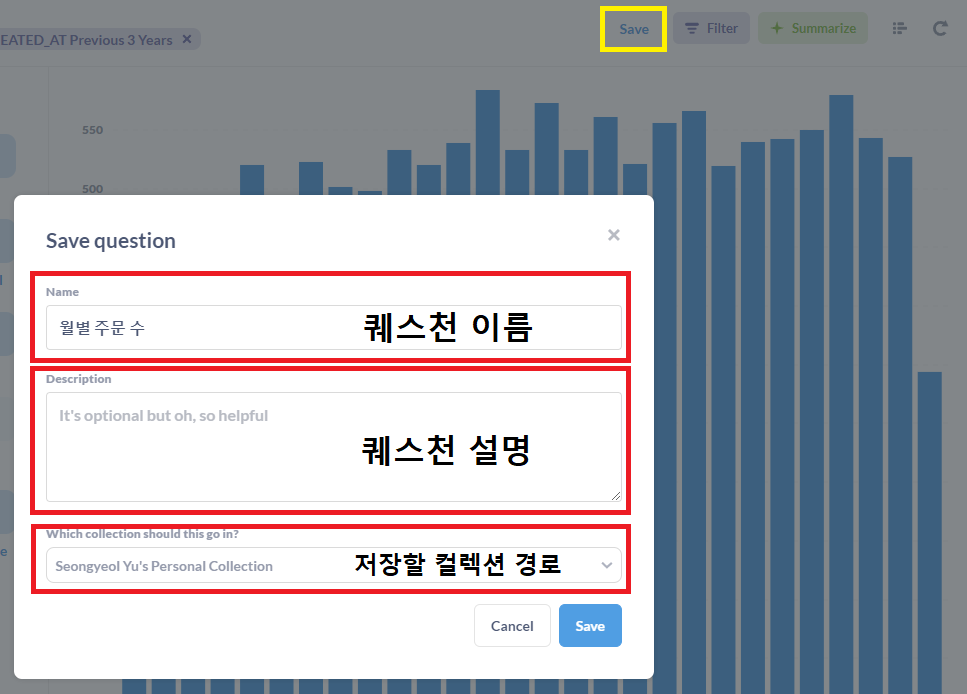 Save
Filter
Summarize
EATED_AT Previous 3 Years ×
550
500
Save question
×
Name
월별 주문 수
퀘스천 이름
Description
It's optional but oh, so helpful
퀘스천 설명
Which collection should this go in?
Seongyeol Yu's Personal Collection
저장할 컬렉션 경로
Cancel
Save
e